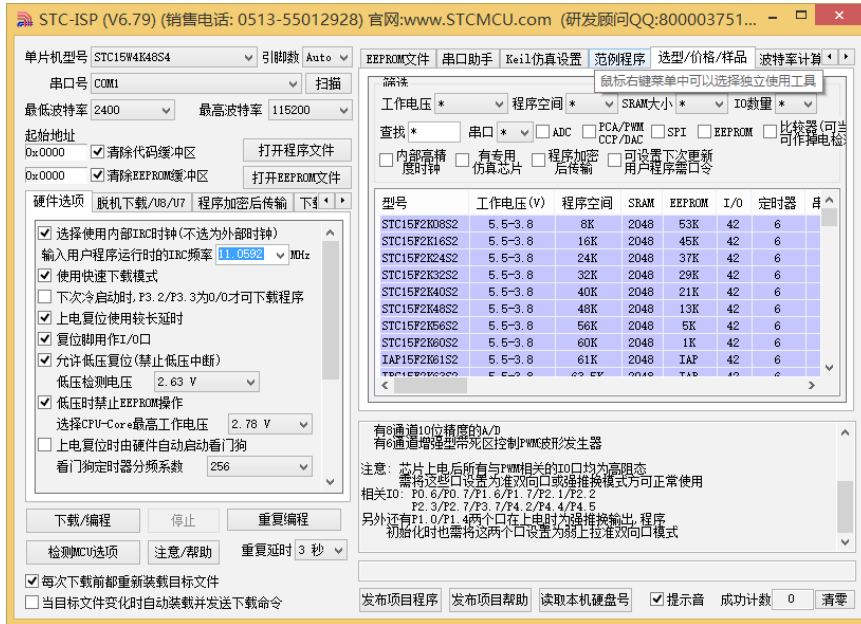 STC-ISP (V6.79) (销售电话: 0513-55012928) 官网:www.STCMCU.com (研发顾问QQ:800003751...
单片机型号 STC15W4K48S4 引脚数 Auto
串口号 COM1 扫描
最低波特率 2400 最高波特率 115200
起始地址
0x0000 清除代码缓冲区 打开程序文件
0x0000 清除EEPROM缓冲区 打开EEPROM文件
硬件选项 脱机下载/U8/U7 程序加密后传输
选择使用内部IRC时钟(不选为外部时钟)
输入用户程序运行时的IRC频率 11.0592 MHz
使用快速下载模式
下次冷启动时,P3.2/P3.3为0/0才可下载程序
上电复位使用较长延时
复位脚用作I/O口
允许低压复位(禁止低压中断)
低压检测电压 2.63 V
低压时禁止EEPROM操作
选择CPU-Core最高工作电压 2.78 V
上电复位时由硬件自动启动看门狗
看门狗定时器分频系数 256
下载/编程 停止 重复编程
检测MCU选项 注意/帮助 重复延时 3 秒
每次下载前都重新装载目标文件
当目标文件变化时自动装载并发送下载命令
EEPROM文件 串口助手 Keil仿真设置 范例程序 选型/价格/样品 波特率计算
鼠标右键菜单中可以选择独立使用工具
筛选
工作电压 * 程序空间 * SRAM大小 * IO数量 *
查找 * 串口 * ADC PCA/PWM CCP/DAC SPI EEPROM 比较器(可当 可作掉电检
内部高精度时钟 有专用仿真芯片 程序加密后传输 可设置下次更新用户程序需口令
型号 工作电压(V) 程序空间 SRAM EEPROM I/O 定时器
STC15F2K08S2 5.5-3.8 8K 2048 53K 42 6
STC15F2K16S2 5.5-3.8 16K 2048 45K 42 6
STC15F2K24S2 5.5-3.8 24K 2048 37K 42 6
STC15F2K32S2 5.5-3.8 32K 2048 29K 42 6
STC15F2K40S2 5.5-3.8 40K 2048 21K 42 6
STC15F2K48S2 5.5-3.8 48K 2048 13K 42 6
STC15F2K56S2 5.5-3.8 56K 2048 5K 42 6
STC15F2K60S2 5.5-3.8 60K 2048 1K 42 6
IAP15F2K61S2 5.5-3.8 61K 2048 IAP 42 6
有8通道10位精度的A/D
有6通道增强型带死区控制PWM波形发生器
注意: 芯片上电后所有与PWM相关的IO口均为高阻态
需将这些口设置为准双向口或强推挽模式方可正常使用
相关IO: P0.6/P0.7/P1.6/P1.7/P2.1/P2.2
P2.3/P2.7/P3.7/P4.2/P4.4/P4.5
另外还有P1.0/P1.4两个口在上电时为强推挽输出,程序
初始化时也需将这两个口设置为弱上拉准双向口模式
发布项目程序 发布项目帮助 读取本机硬盘号 提示音 成功计数 0 清零